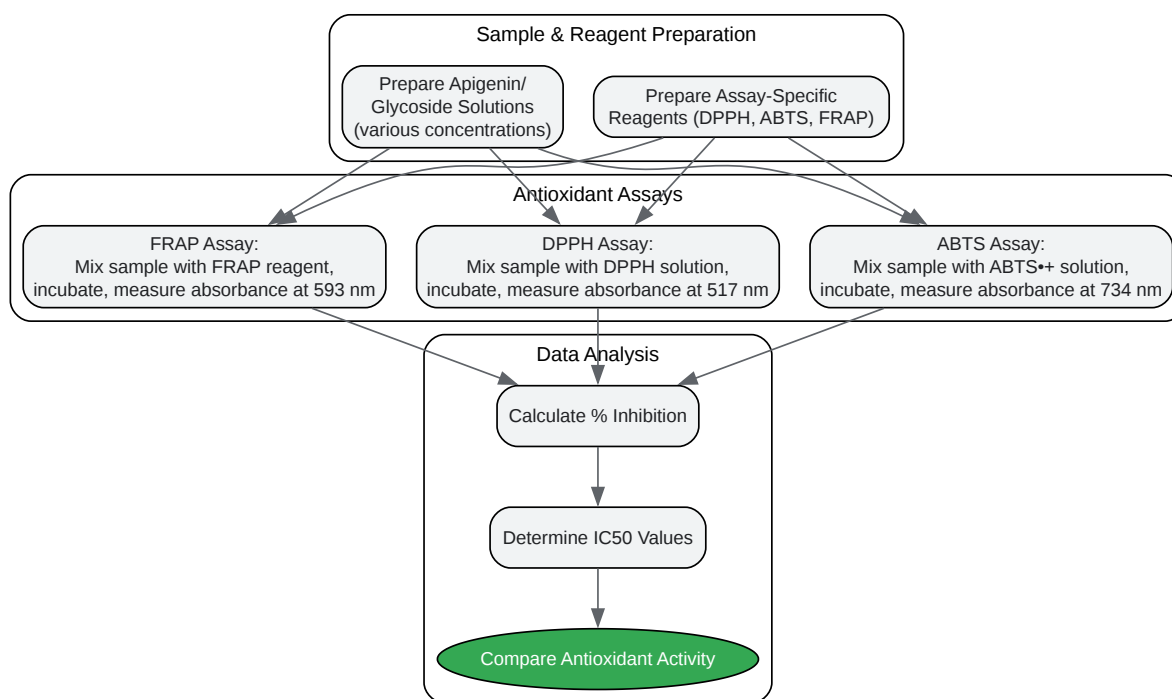 Sample & Reagent Preparation
Prepare Apigenin/
Glycoside Solutions
(various concentrations)
Prepare Assay-Specific
Reagents (DPPH, ABTS, FRAP)
Antioxidant Assays
FRAP Assay:
Mix sample with FRAP reagent,
incubate, measure absorbance at 593 nm
DPPH Assay:
Mix sample with DPPH solution,
incubate, measure absorbance at 517 nm
ABTS Assay:
Mix sample with ABTS•+ solution,
incubate, measure absorbance at 734 nm
Data Analysis
Calculate % Inhibition
Determine IC50 Values
Compare Antioxidant Activity